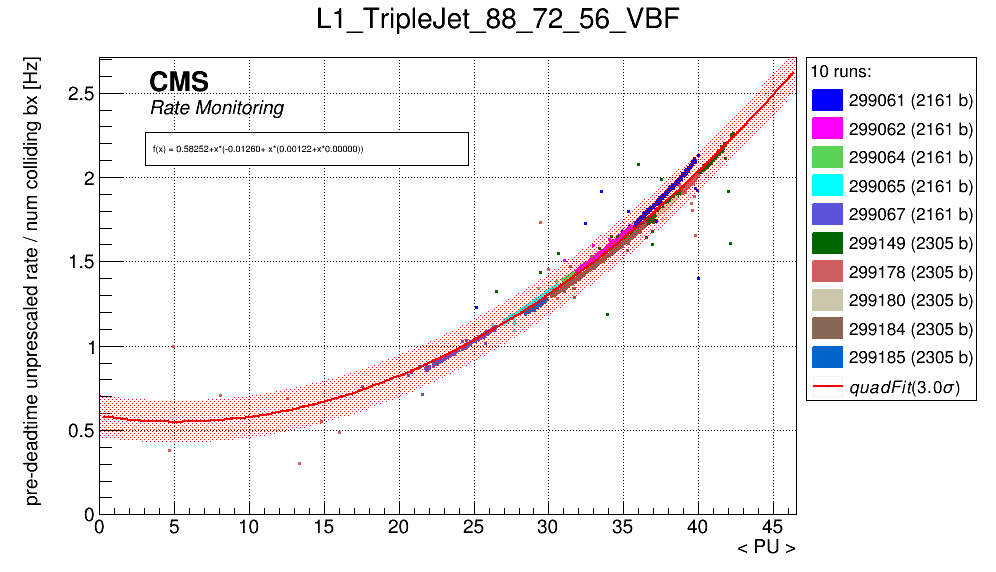 L1_TripleJet_88_72_56_VBF
pre-deadtime unprescaled rate / num colliding bx [Hz]
CMS
Rate Monitoring
f(x) = 0.58252+x*(-0.01260+ x*(0.00122+x*0.00000))
2.5
2
1.5
1
0.5
0
0 5 10 15 20 25 30 35 40 45
< PU >
10 runs:
299061 (2161 b)
299062 (2161 b)
299064 (2161 b)
299065 (2161 b)
299067 (2161 b)
299149 (2305 b)
299178 (2305 b)
299180 (2305 b)
299184 (2305 b)
299185 (2305 b)
quadFit(3.0σ)